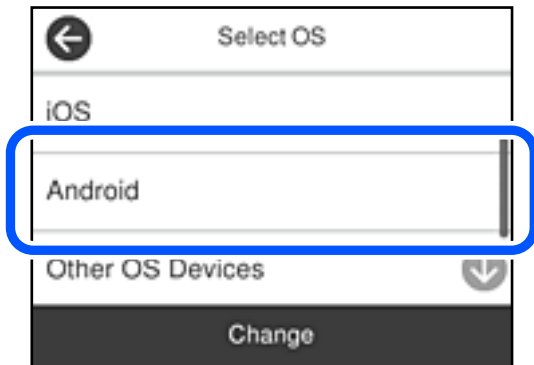 Select OS
iOS
Android
Other OS Devices
Change